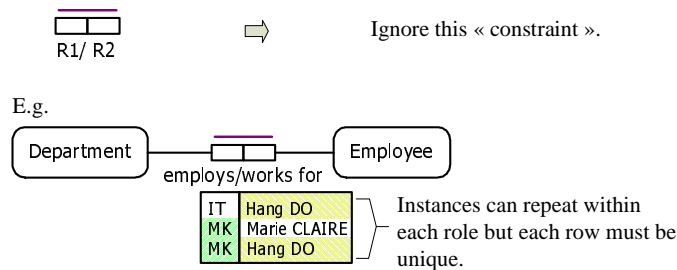 R1/ R2
Ignore this « constraint ».
E.g.
Department
Employee
employs/works for
IT Hang DO
MK Marie CLAIRE
MK Hang DO
Instances can repeat within
each role but each row must be
unique.